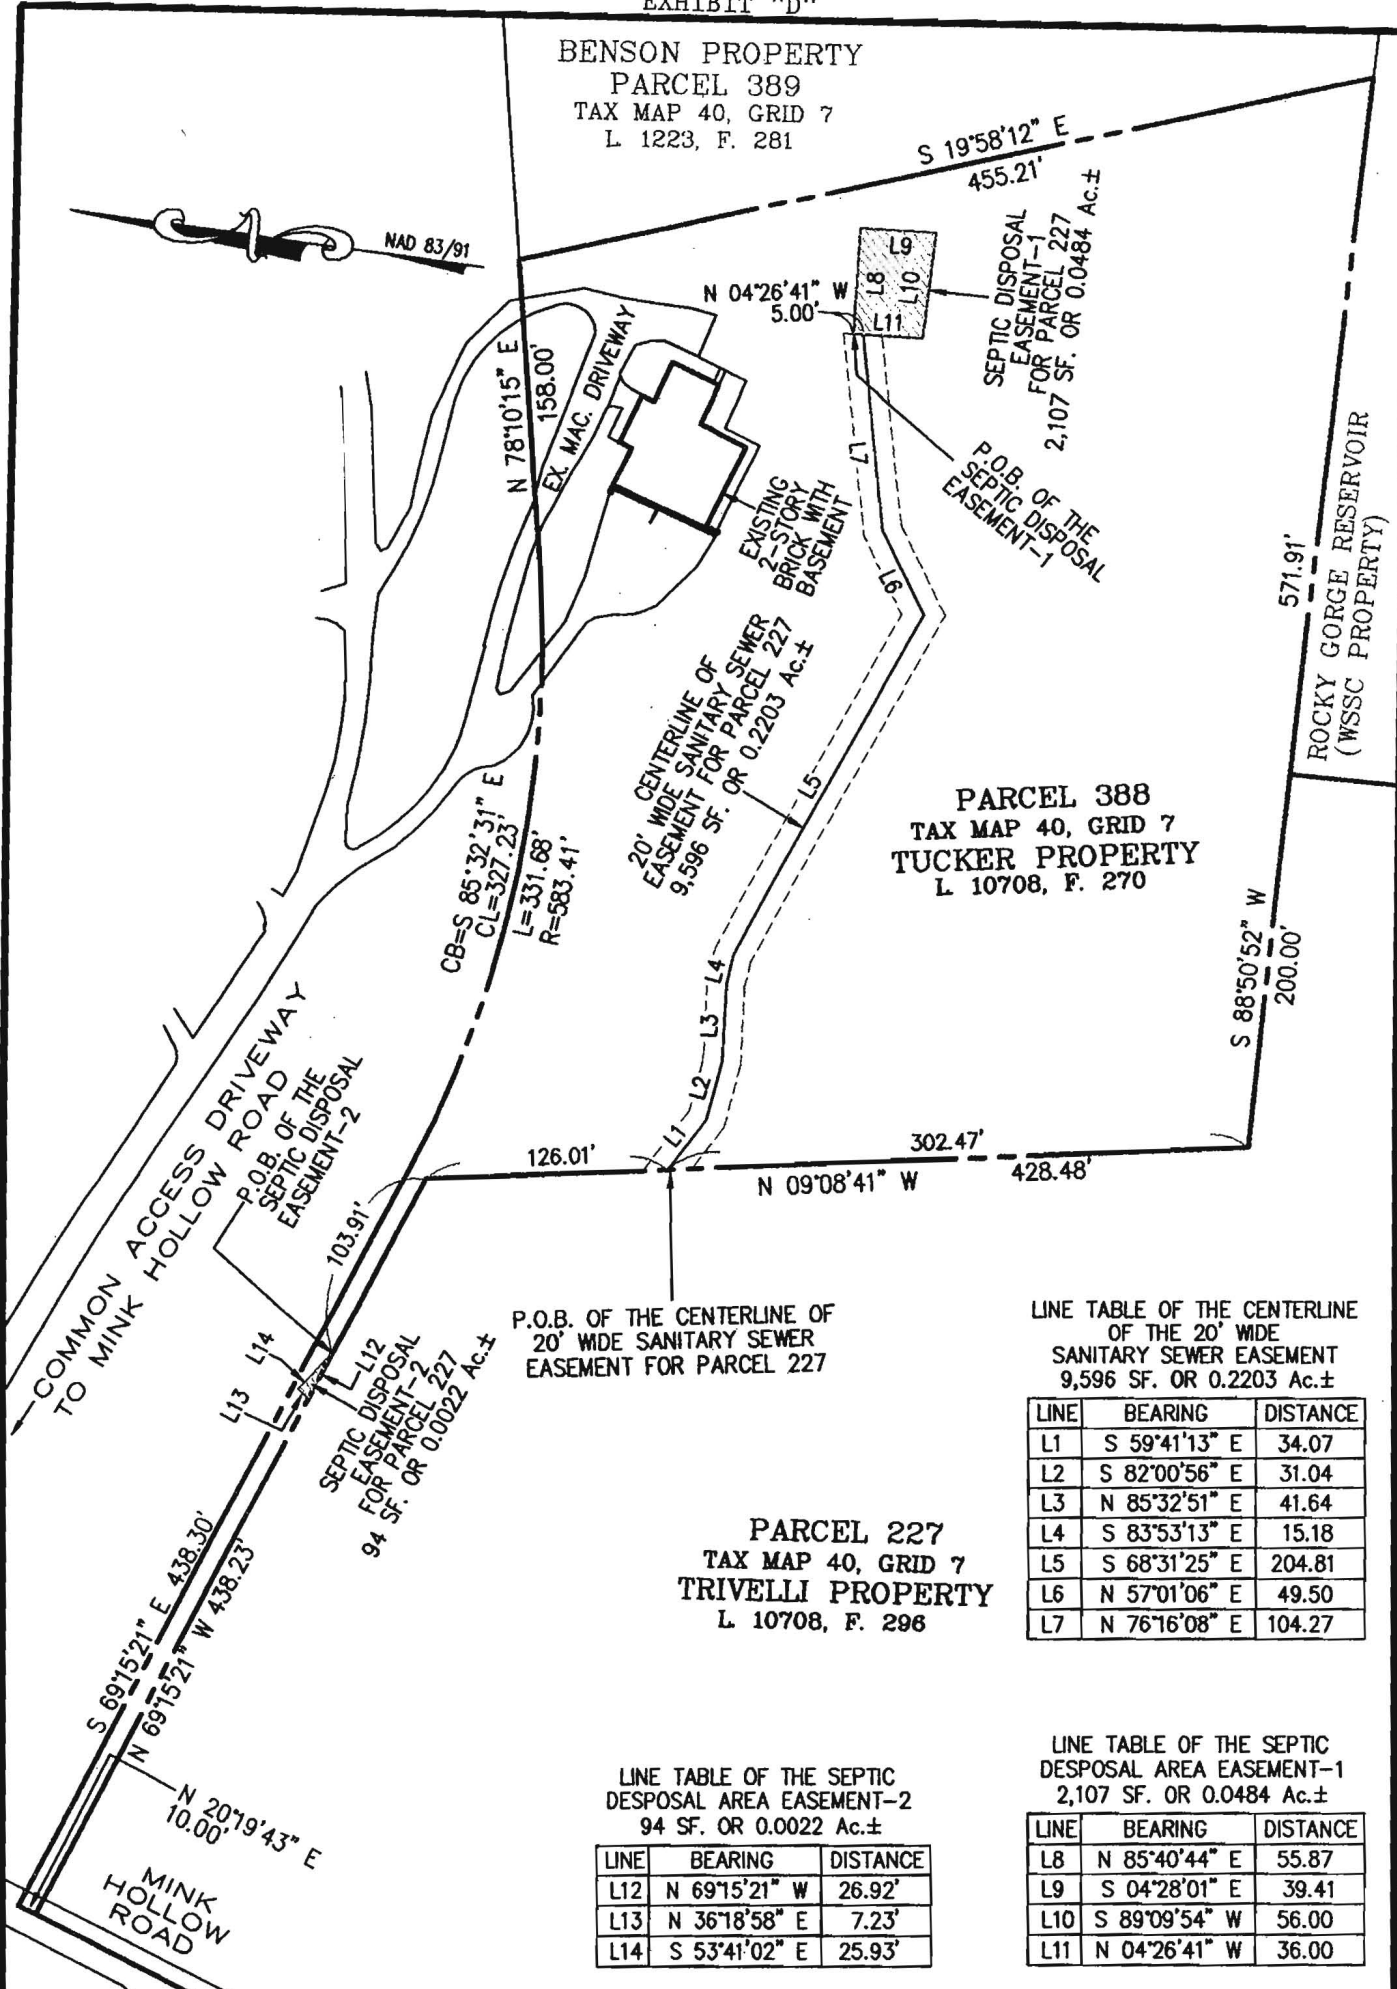 EXHIBIT "D"
BENSON PROPERTY
PARCEL 389
TAX MAP 40, GRID 7
L. 1223, F. 281
S 19°58'12" E
455.21'
NAD 83/91
N 04°26'41" W
5.00'
L9
L8
L10
L11
SEPTIC DISPOSAL
EASEMENT-1
FOR PARCEL 227
2,107 SF. OR 0.0484 Ac.±
N 78°10'15" E
158.00'
EX. MAC. DRIVEWAY
EXISTING
2-STORY
BRICK WITH
BASEMENT
L7
P.O.B. OF THE
SEPTIC DISPOSAL
EASEMENT-1
L6
571.91'
ROCKY GORGE RESERVOIR
(WSSC PROPERTY)
CENTERLINE OF
20' WIDE SANITARY SEWER
EASEMENT FOR PARCEL 227
9,596 SF. OR 0.2203 Ac.±
L5
PARCEL 388
TAX MAP 40, GRID 7
TUCKER PROPERTY
L. 10708, F. 270
CB=S 85°32'31" E
CL=327.23'
L=331.68'
R=583.41'
S 88°50'52" W
200.00'
L4
L3
L2
L1
COMMON ACCESS DRIVEWAY
TO MINK HOLLOW ROAD
P.O.B. OF THE
SEPTIC DISPOSAL
EASEMENT-2
126.01'
302.47'
N 09°08'41" W
428.48'
103.91'
P.O.B. OF THE CENTERLINE OF
20' WIDE SANITARY SEWER
EASEMENT FOR PARCEL 227
L14
L13
L12
SEPTIC DISPOSAL
EASEMENT-2
FOR PARCEL 227
94 SF. OR 0.0022 Ac.±
S 69°15'21" E 438.30'
N 69°15'21" W 438.23'
N 20°19'43" E
10.00'
MINK
HOLLOW
ROAD
PARCEL 227
TAX MAP 40, GRID 7
TRIVELLI PROPERTY
L. 10708, F. 296
LINE TABLE OF THE CENTERLINE
OF THE 20' WIDE
SANITARY SEWER EASEMENT
9,596 SF. OR 0.2203 Ac.±
LINE BEARING DISTANCE
L1 S 59°41'13" E 34.07
L2 S 82°00'56" E 31.04
L3 N 85°32'51" E 41.64
L4 S 83°53'13" E 15.18
L5 S 68°31'25" E 204.81
L6 N 57°01'06" E 49.50
L7 N 76°16'08" E 104.27
LINE TABLE OF THE SEPTIC
DESPOSAL AREA EASEMENT-2
94 SF. OR 0.0022 Ac.±
LINE BEARING DISTANCE
L12 N 69°15'21" W 26.92'
L13 N 36°18'58" E 7.23'
L14 S 53°41'02" E 25.93'
LINE TABLE OF THE SEPTIC
DESPOSAL AREA EASEMENT-1
2,107 SF. OR 0.0484 Ac.±
LINE BEARING DISTANCE
L8 N 85°40'44" E 55.87
L9 S 04°28'01" E 39.41
L10 S 89°09'54" W 56.00
L11 N 04°26'41" W 36.00